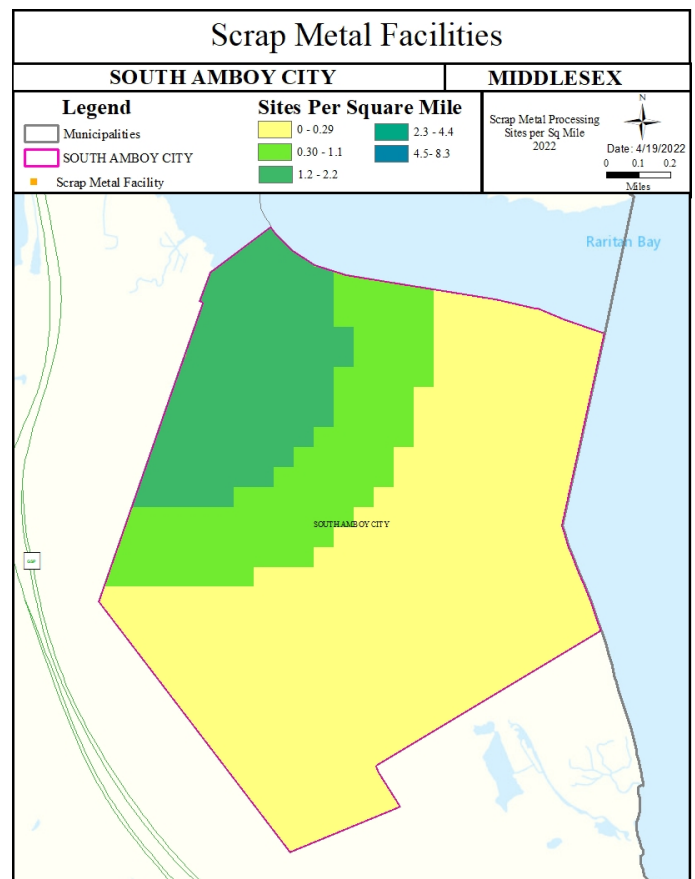 Scrap Metal Facilities
SOUTH AMBOY CITY
MIDDLESEX
Legend
Municipalities
SOUTH AMBOY CITY
Scrap Metal Facility
Sites Per Square Mile
0 - 0.29
0.30 - 1.1
1.2 - 2.2
2.3 - 4.4
4.5- 8.3
Scrap Metal Processing
Sites per Sq Mile
2022
N
Date: 4/19/2022
0 0.1 0.2
Miles
Raritan Bay
SOUTH AMBOY CITY
GSP